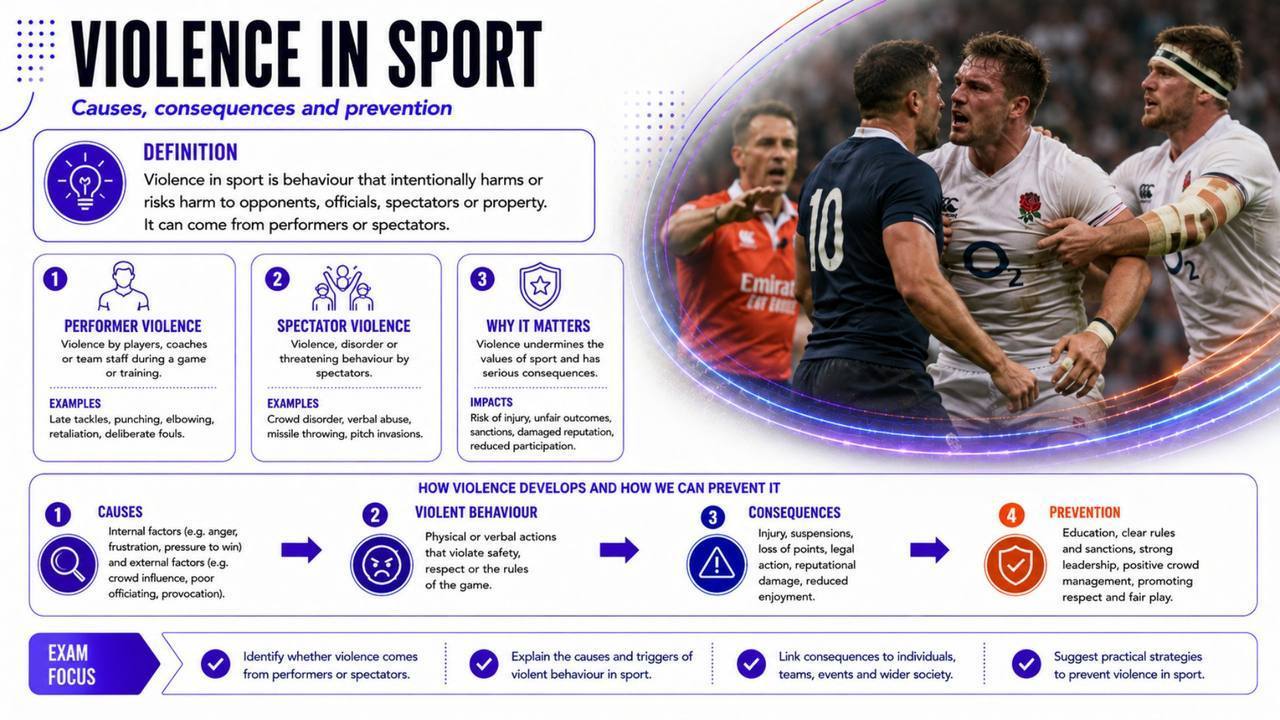 VIOLENCE IN SPORT
Causes, consequences and prevention
DEFINITION
Violence in sport is behaviour that intentionally harms or
risks harm to opponents, officials, spectators or property.
It can come from performers or spectators.
1
PERFORMER VIOLENCE
Violence by players, coaches
or team staff during a game
or training.
EXAMPLES
Late tackles, punching, elbowing,
retaliation, deliberate fouls.
2
SPECTATOR VIOLENCE
Violence, disorder or
threatening behaviour by
spectators.
EXAMPLES
Crowd disorder, verbal abuse,
missile throwing, pitch invasions.
3
WHY IT MATTERS
Violence undermines the
values of sport and has
serious consequences.
IMPACTS
Risk of injury, unfair outcomes,
sanctions, damaged reputation,
reduced participation.
10
O2
Emirat
HOW VIOLENCE DEVELOPS AND HOW WE CAN PREVENT IT
1
CAUSES
Internal factors (e.g. anger,
frustration, pressure to win)
and external factors (e.g.
crowd influence, poor
officiating, provocation).
2
VIOLENT BEHAVIOUR
Physical or verbal actions
that violate safety,
respect or the rules
of the game.
3
CONSEQUENCES
Injury, suspensions,
loss of points, legal
action, reputational
damage, reduced
enjoyment.
4
PREVENTION
Education, clear rules
and sanctions, strong
leadership, positive crowd
management, promoting
respect and fair play.
EXAM
FOCUS
Identify whether violence comes
from performers or spectators.
Explain the causes and triggers of
violent behaviour in sport.
Link consequences to individuals,
teams, events and wider society.
Suggest practical strategies
to prevent violence in sport.